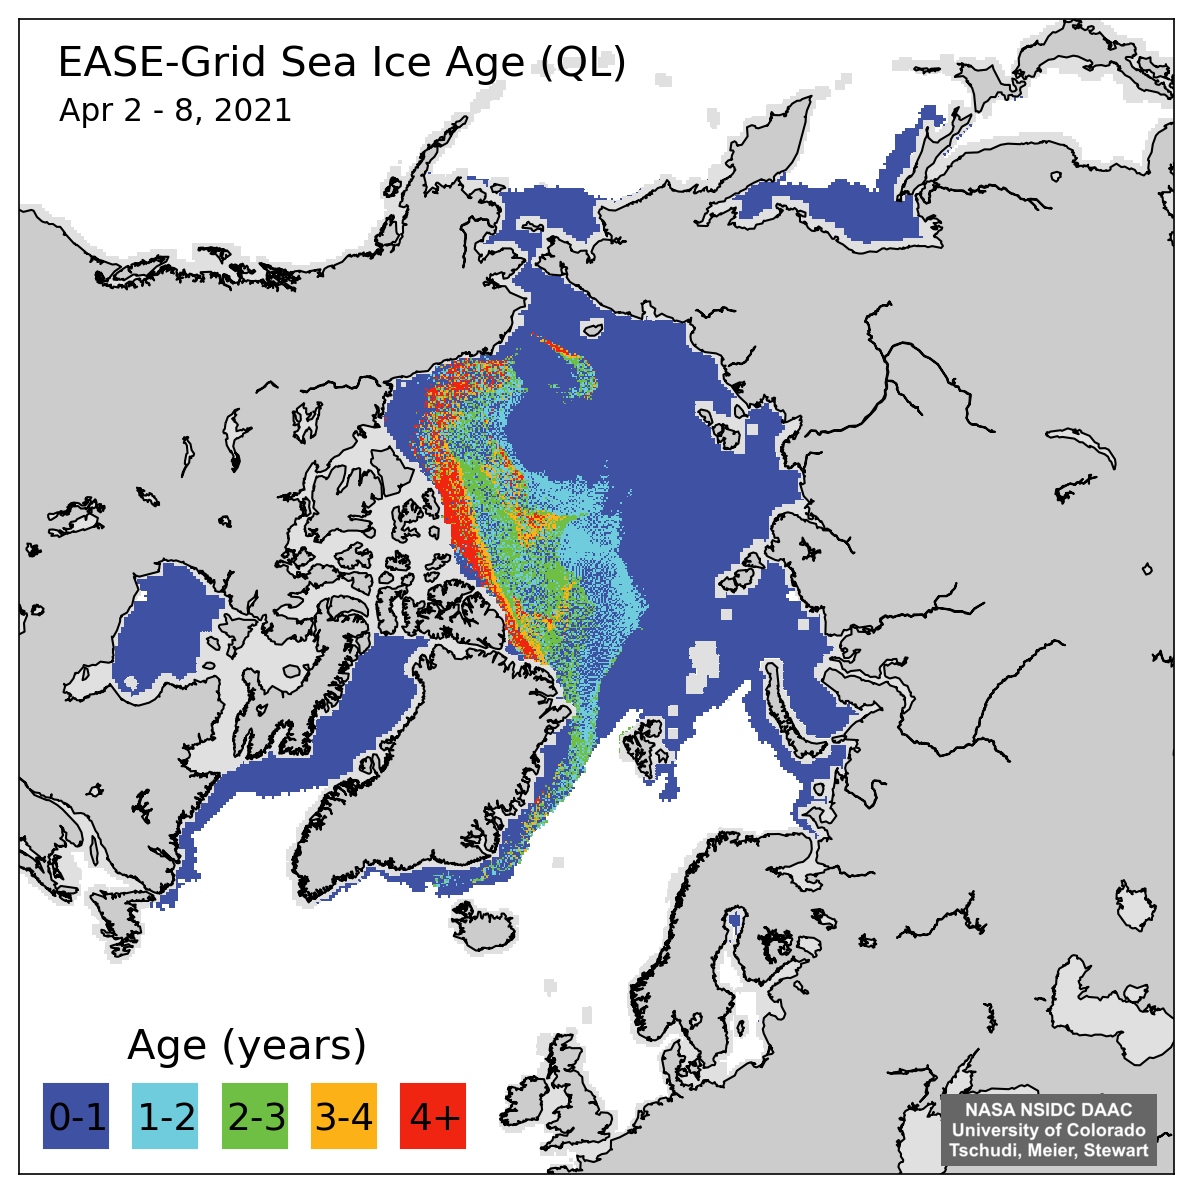 EASE-Grid Sea Ice Age (QL)
Apr 2 - 8, 2021
Age (years)
0-1 1-2 2-3 3-4 4+
NASA NSIDC DAAC
University of Colorado
Tschudi, Meier, Stewart